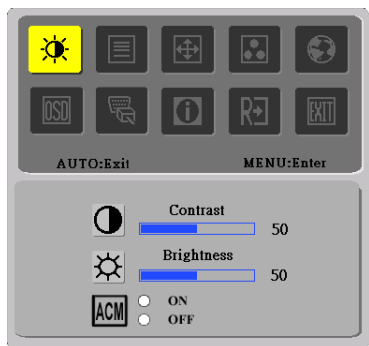 OSD
i
R
EXIT
AUTO:Exit MENU:Enter
Contrast
50
Brightness
50
ACM ON
OFF